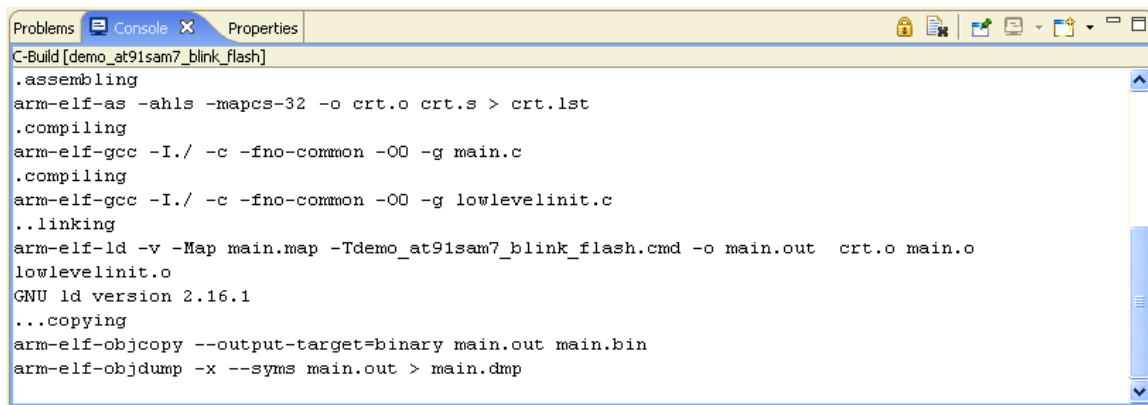 Problems Console Properties
C-Build [demo_at91sam7_blink_flash]
.assembling
arm-elf-as -ahls -mapcs-32 -o crt.o crt.s > crt.lst
.compiling
arm-elf-gcc -I./ -c -fno-common -O0 -g main.c
.compiling
arm-elf-gcc -I./ -c -fno-common -O0 -g lowlevelinit.c
..linking
arm-elf-ld -v -Map main.map -Tdemo_at91sam7_blink_flash.cmd -o main.out  crt.o main.o
lowlevelinit.o
GNU ld version 2.16.1
...copying
arm-elf-objcopy --output-target=binary main.out main.bin
arm-elf-objdump -x --syms main.out > main.dmp